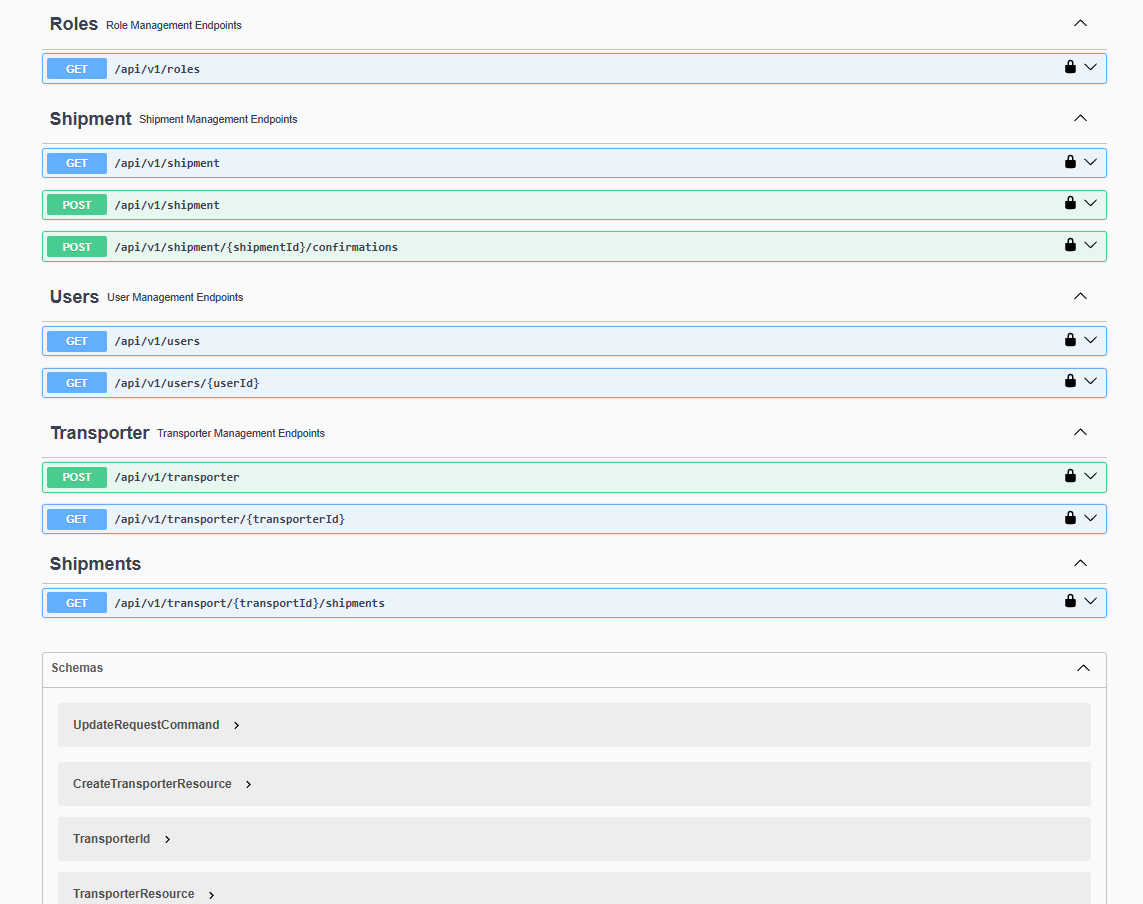 Roles Role Management Endpoints
GET /api/v1/roles
Shipment Shipment Management Endpoints
GET /api/v1/shipment
POST /api/v1/shipment
POST /api/v1/shipment/{shipmentId}/confirmations
Users User Management Endpoints
GET /api/v1/users
GET /api/v1/users/{userId}
Transporter Transporter Management Endpoints
POST /api/v1/transporter
GET /api/v1/transporter/{transporterId}
Shipments
GET /api/v1/transport/{transportId}/shipments
Schemas
UpdateRequestCommand
CreateTransporterResource
TransporterId
TransporterResource